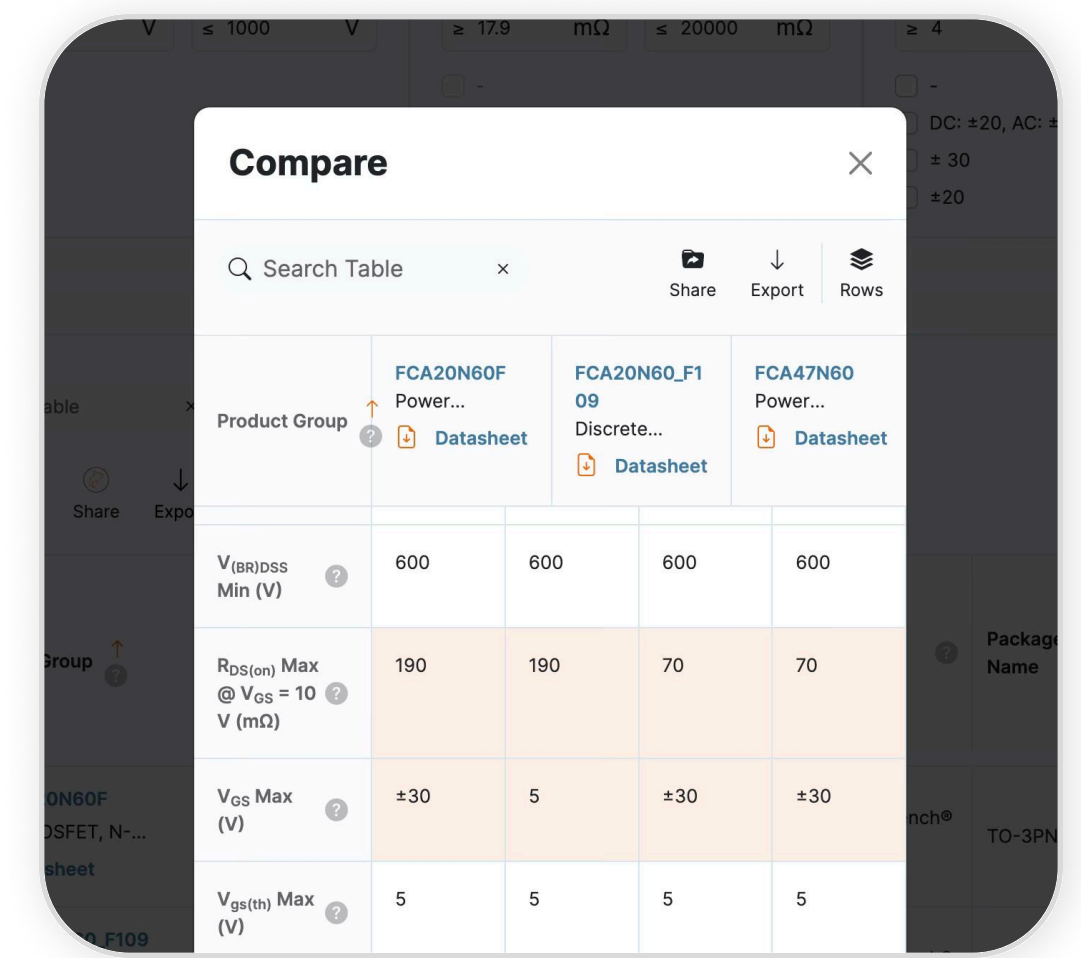 V ≤ 1000 V ≥ 17.9 mΩ ≤ 20000 mΩ ≥ 4
-
-
DC: ±20, AC: ±
± 30
±20
Compare
Search Table ×
Share Export Rows
Product Group ?
FCA20N60F
Power...
Datasheet
FCA20N60_F1
09
Discrete...
Datasheet
FCA47N60
Power...
Datasheet
V(BR)DSS
Min (V) ? 600 600 600 600
RDS(on) Max
@ VGS = 10
V (mΩ) ? 190 190 70 70
VGS Max
(V) ? ±30 5 ±30 ±30
Vgs(th) Max
(V) ? 5 5 5 5
able ×
Share Expo
Group ?
0N60F
OSFET, N-...
sheet
60_F109
? Package
Name
nch®
TO-3PN